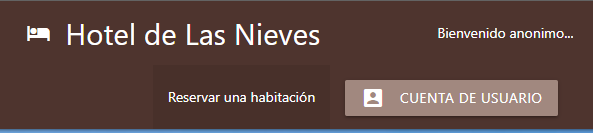 Hotel de Las Nieves
Bienvenido anonimo...
Reservar una habitación
CUENTA DE USUARIO